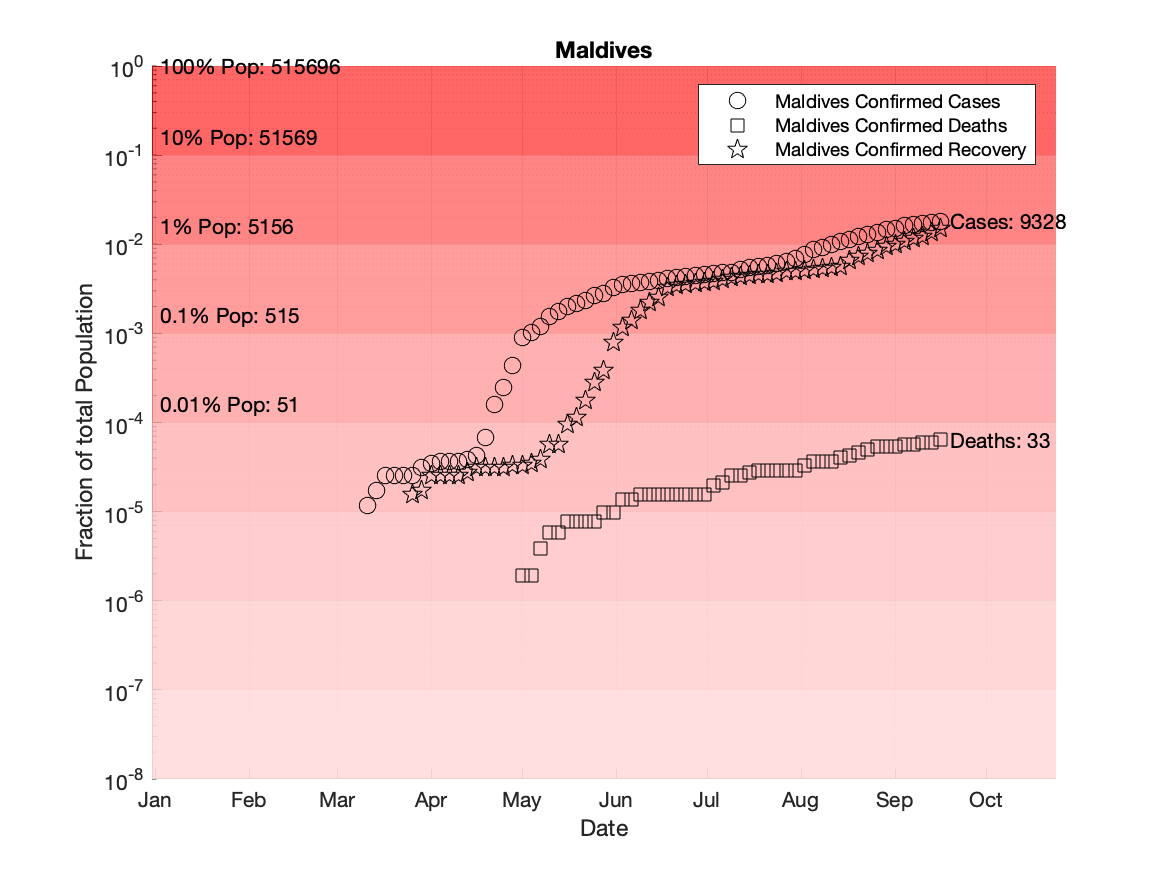 Maldives
10^0
100% Pop: 515696
Maldives Confirmed Cases
Maldives Confirmed Deaths
Maldives Confirmed Recovery
10% Pop: 51569
10^-1
1% Pop: 5156
Cases: 9328
10^-2
0.1% Pop: 515
10^-3
0.01% Pop: 51
10^-4
Deaths: 33
10^-5
10^-6
10^-7
10^-8
Fraction of total Population
Jan Feb Mar Apr May Jun Jul Aug Sep Oct
Date